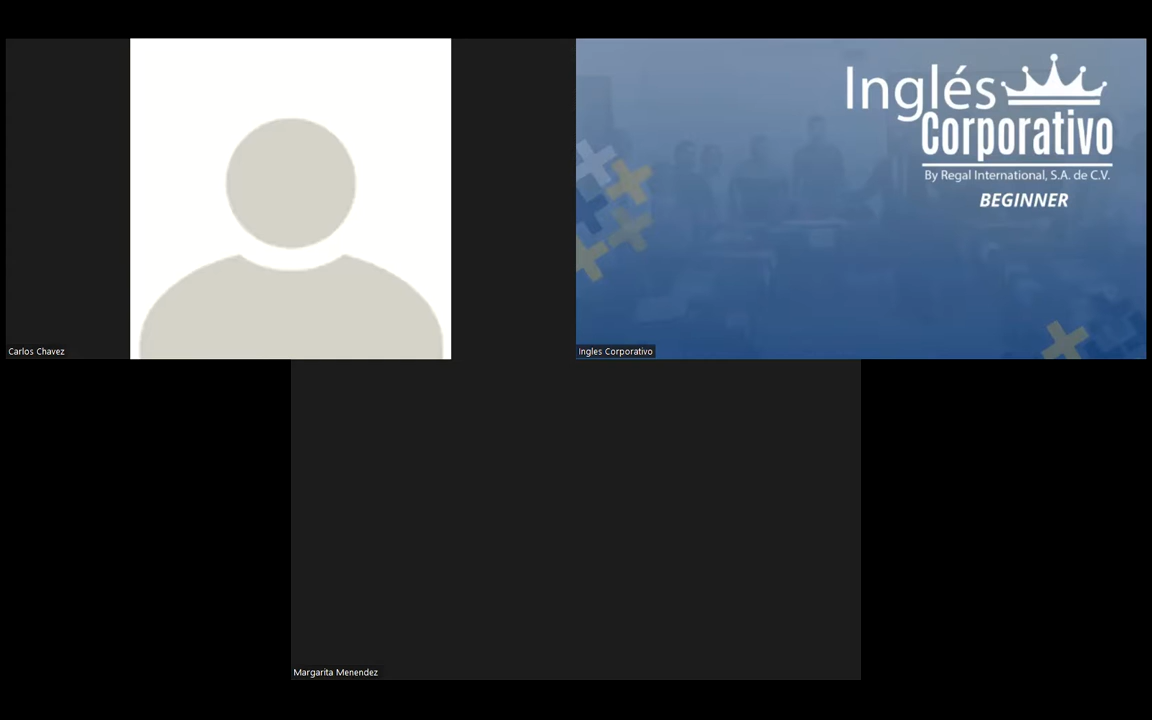 Inglés
Corporativo
By Regal International, S.A. de C.V.
BEGINNER
Carlos Chavez
Ingles Corporativo
Margarita Menendez